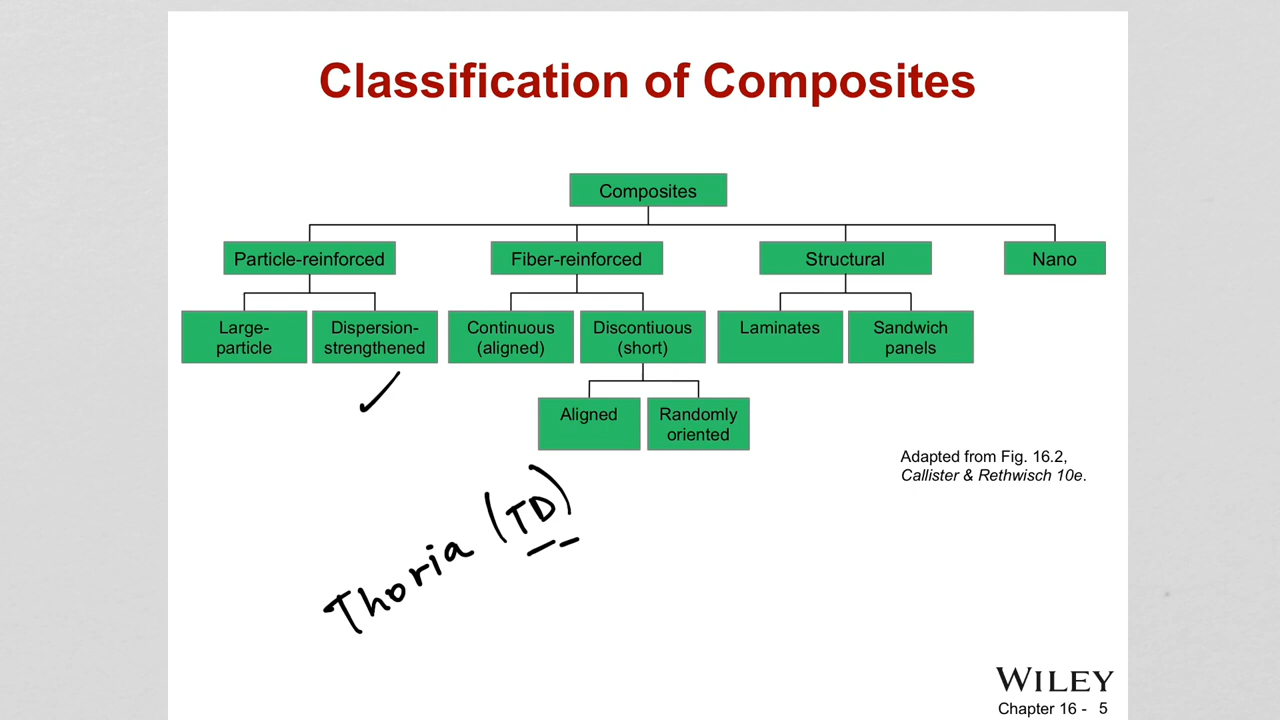 Classification of Composites
Composites
Particle-reinforced
Fiber-reinforced
Structural
Nano
Large-
particle
Dispersion-
strengthened
Continuous
(aligned)
Discontiuous
(short)
Laminates
Sandwich
panels
Aligned
Randomly
oriented
Adapted from Fig. 16.2,
Callister & Rethwisch 10e.
Thoria (TD)
WILEY
Chapter 16 - 5